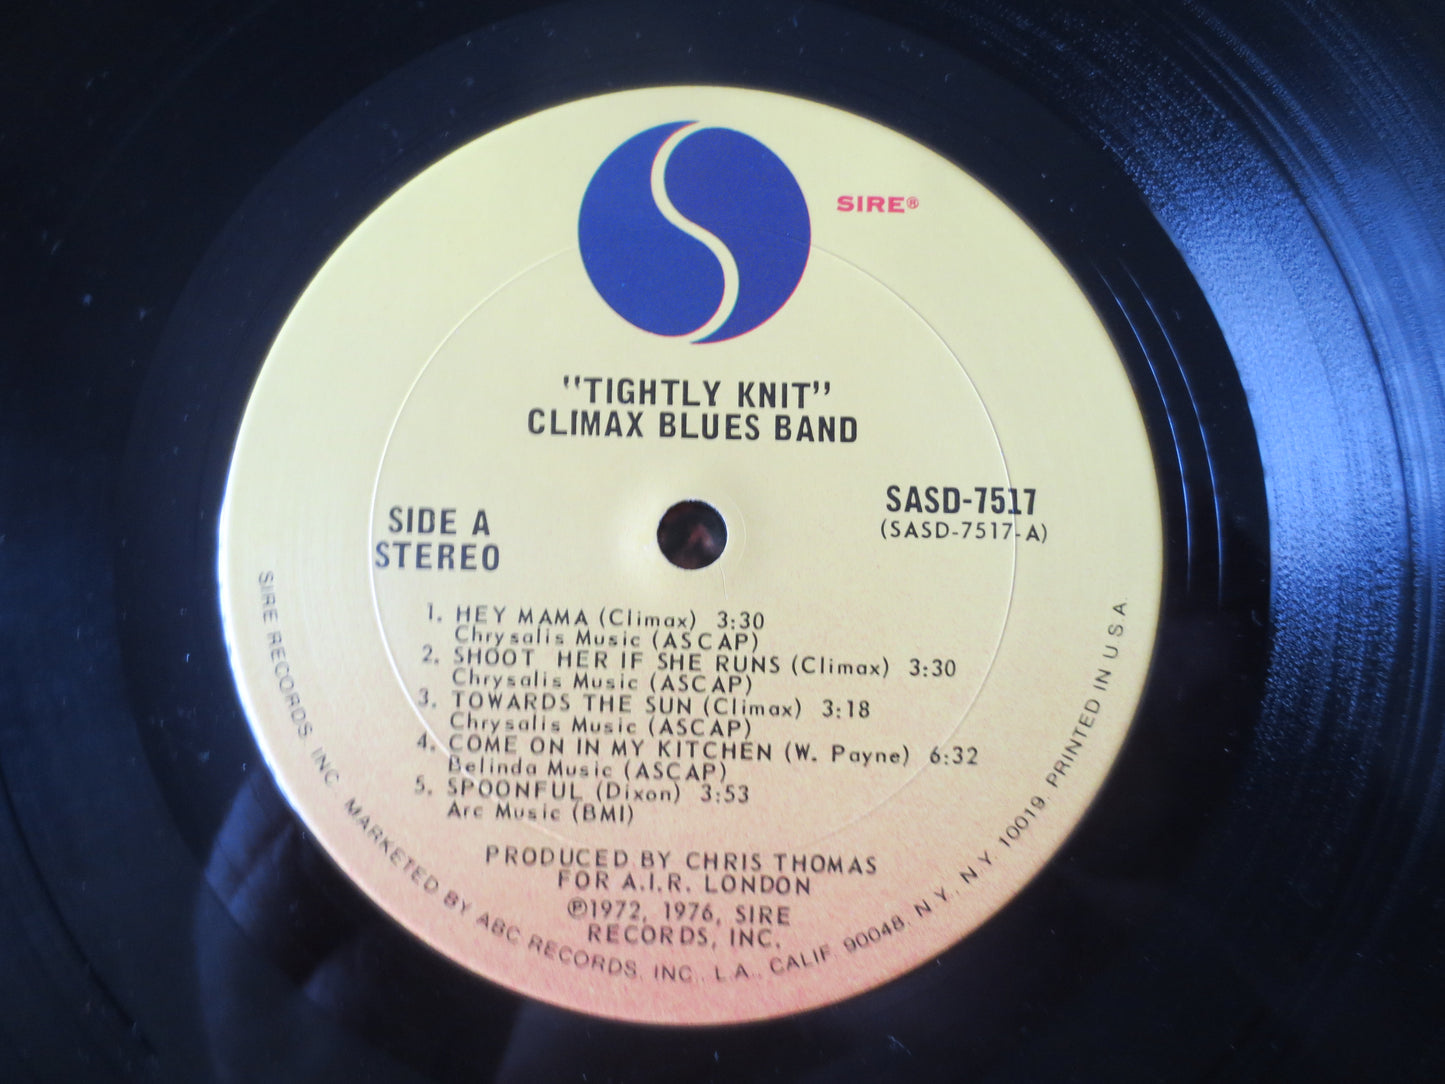 SIRE®
"TIGHTLY KNIT"
CLIMAX BLUES BAND
SIDE A
STEREO
SASD-7517
(SASD-7517-A)
1. HEY MAMA (Climax) 3:30
Chrysalis Music (ASCAP)
2. SHOOT HER IF SHE RUNS (Climax) 3:30
Chrysalis Music (ASCAP)
3. TOWARDS THE SUN (Climax) 3:18
Chrysalis Music (ASCAP)
4. COME ON IN MY KITCHEN (W. Payne) 6:32
Belinda Music (ASCAP)
5. SPOONFUL (Dixon) 3:53
Arc Music (BMI)
PRODUCED BY CHRIS THOMAS
FOR A.I.R. LONDON
℗1972, 1976, SIRE
RECORDS, INC.
SIRE RECORDS, INC. MARKETED BY ABC RECORDS, INC., L.A., CALIF. 90048, N.Y., N.Y. 10019. PRINTED IN U.S.A.